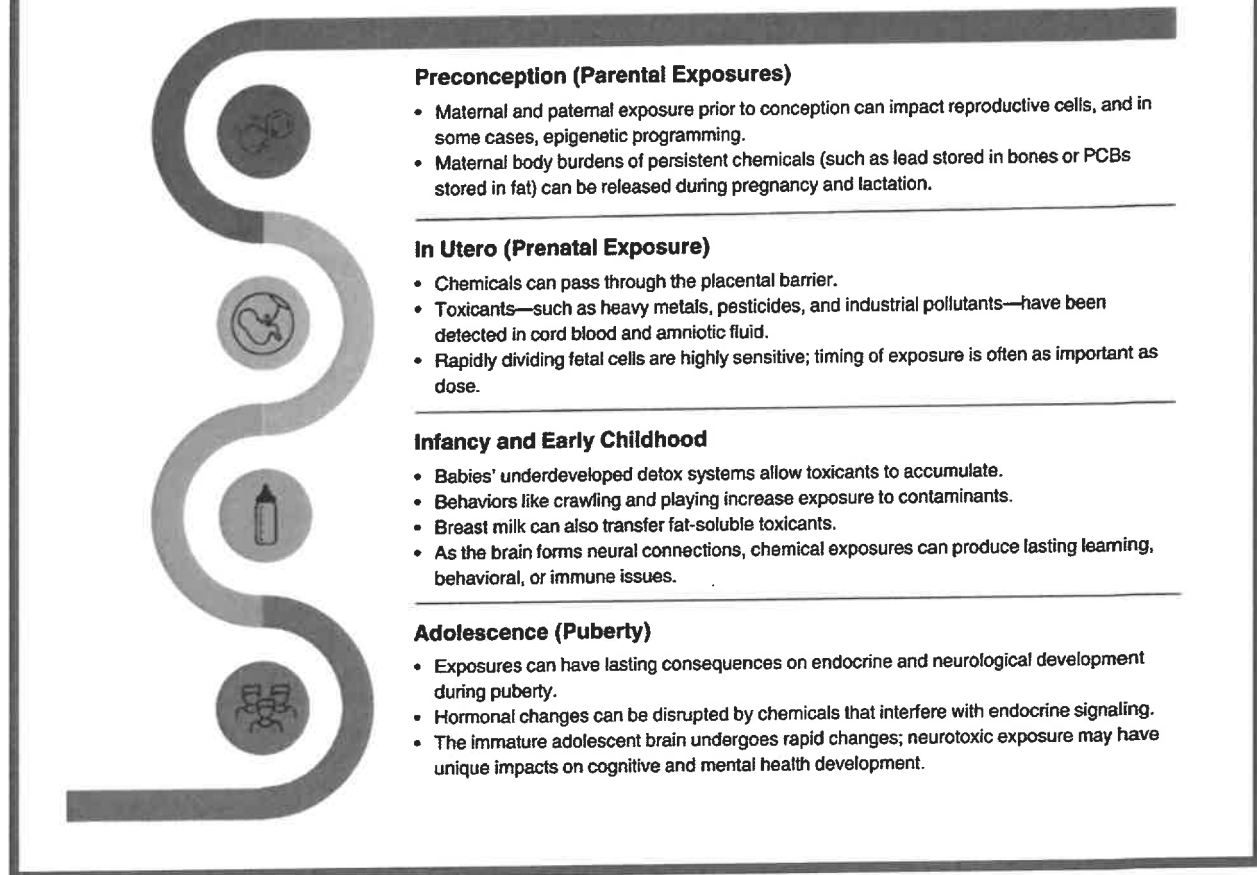 Preconception (Parental Exposures)
• Maternal and paternal exposure prior to conception can impact reproductive cells, and in
some cases, epigenetic programming.
• Maternal body burdens of persistent chemicals (such as lead stored in bones or PCBs
stored in fat) can be released during pregnancy and lactation.
In Utero (Prenatal Exposure)
• Chemicals can pass through the placental barrier.
• Toxicants—such as heavy metals, pesticides, and industrial pollutants—have been
detected in cord blood and amniotic fluid.
• Rapidly dividing fetal cells are highly sensitive; timing of exposure is often as important as
dose.
Infancy and Early Childhood
• Babies' underdeveloped detox systems allow toxicants to accumulate.
• Behaviors like crawling and playing increase exposure to contaminants.
• Breast milk can also transfer fat-soluble toxicants.
• As the brain forms neural connections, chemical exposures can produce lasting learning,
behavioral, or immune issues.
Adolescence (Puberty)
• Exposures can have lasting consequences on endocrine and neurological development
during puberty.
• Hormonal changes can be disrupted by chemicals that interfere with endocrine signaling.
• The immature adolescent brain undergoes rapid changes; neurotoxic exposure may have
unique impacts on cognitive and mental health development.